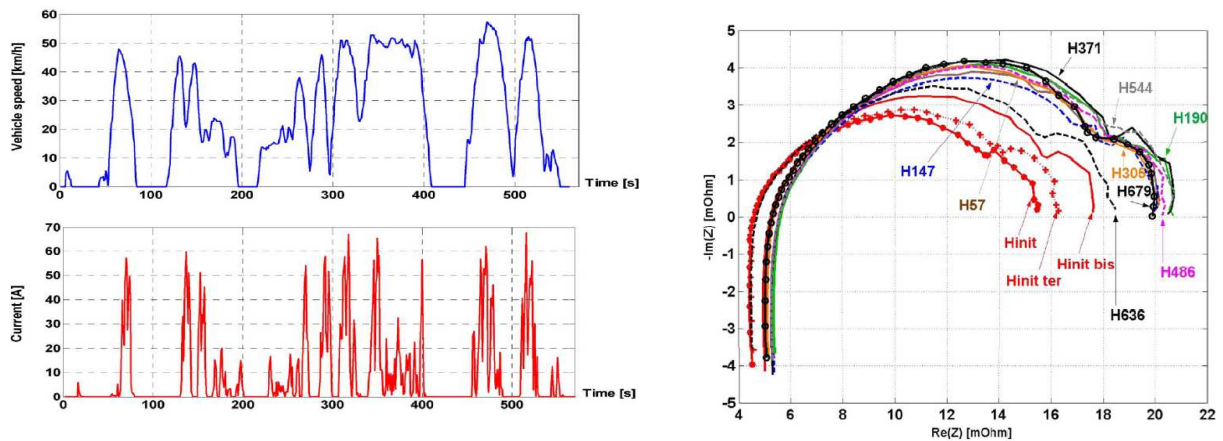 60
50
40
30
20
10
0
Vehicle speed [km/h]
0 100 200 300 400 500
Time [s]
70
60
50
40
30
20
10
0
Current [A]
0 100 200 300 400 500
Time [s]
5
4
3
2
1
0
-1
-2
-3
-4
-5
-Im(Z) [mOhm]
H371
H544
H190
H147
H57
H305
H679
Hinit
Hinit ter
Hinit bis
H636
H486
4 6 8 10 12 14 16 18 20 22
Re(Z) [mOhm]